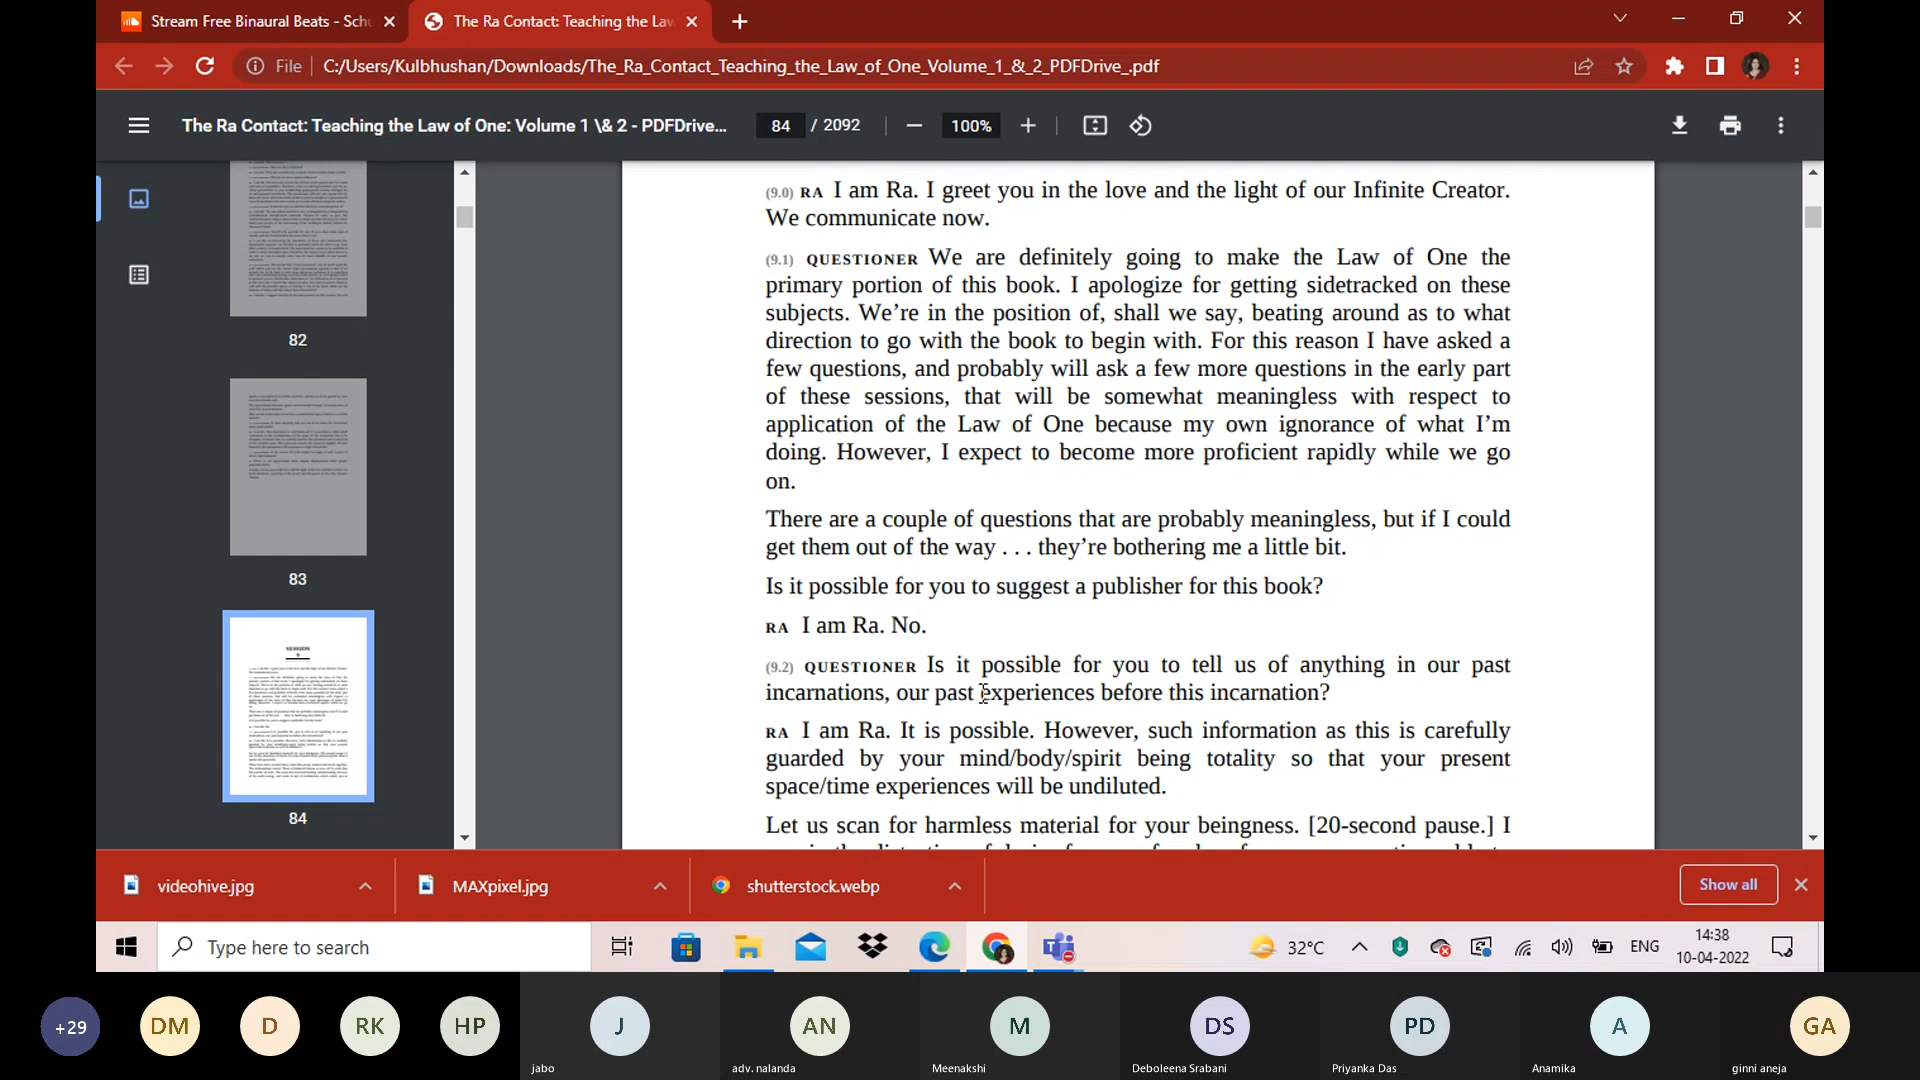 Stream Free Binaural Beats - Sch
The Ra Contact: Teaching the Law
File C:/Users/Kulbhushan/Downloads/The_Ra_Contact_Teaching_the_Law_of_One_Volume_1_&_2_PDFDrive_.pdf
The Ra Contact: Teaching the Law of One: Volume 1 \& 2 - PDFDrive... 84 / 2092 100%
82
83
SESSION
9
84
(9.0) RA I am Ra. I greet you in the love and the light of our Infinite Creator.
We communicate now.
(9.1) QUESTIONER We are definitely going to make the Law of One the
primary portion of this book. I apologize for getting sidetracked on these
subjects. We’re in the position of, shall we say, beating around as to what
direction to go with the book to begin with. For this reason I have asked a
few questions, and probably will ask a few more questions in the early part
of these sessions, that will be somewhat meaningless with respect to
application of the Law of One because my own ignorance of what I’m
doing. However, I expect to become more proficient rapidly while we go
on.
There are a couple of questions that are probably meaningless, but if I could
get them out of the way . . . they’re bothering me a little bit.
Is it possible for you to suggest a publisher for this book?
RA I am Ra. No.
(9.2) QUESTIONER Is it possible for you to tell us of anything in our past
incarnations, our past experiences before this incarnation?
RA I am Ra. It is possible. However, such information as this is carefully
guarded by your mind/body/spirit being totality so that your present
space/time experiences will be undiluted.
Let us scan for harmless material for your beingness. [20-second pause.] I
videohive.jpg MAXpixel.jpg shutterstock.webp Show all
Type here to search 32°C ENG 14:38
10-04-2022
+29 DM D RK HP J AN M DS PD A GA
jabo adv. nalanda Meenakshi Deboleena Srabani Priyanka Das Anamika ginni aneja